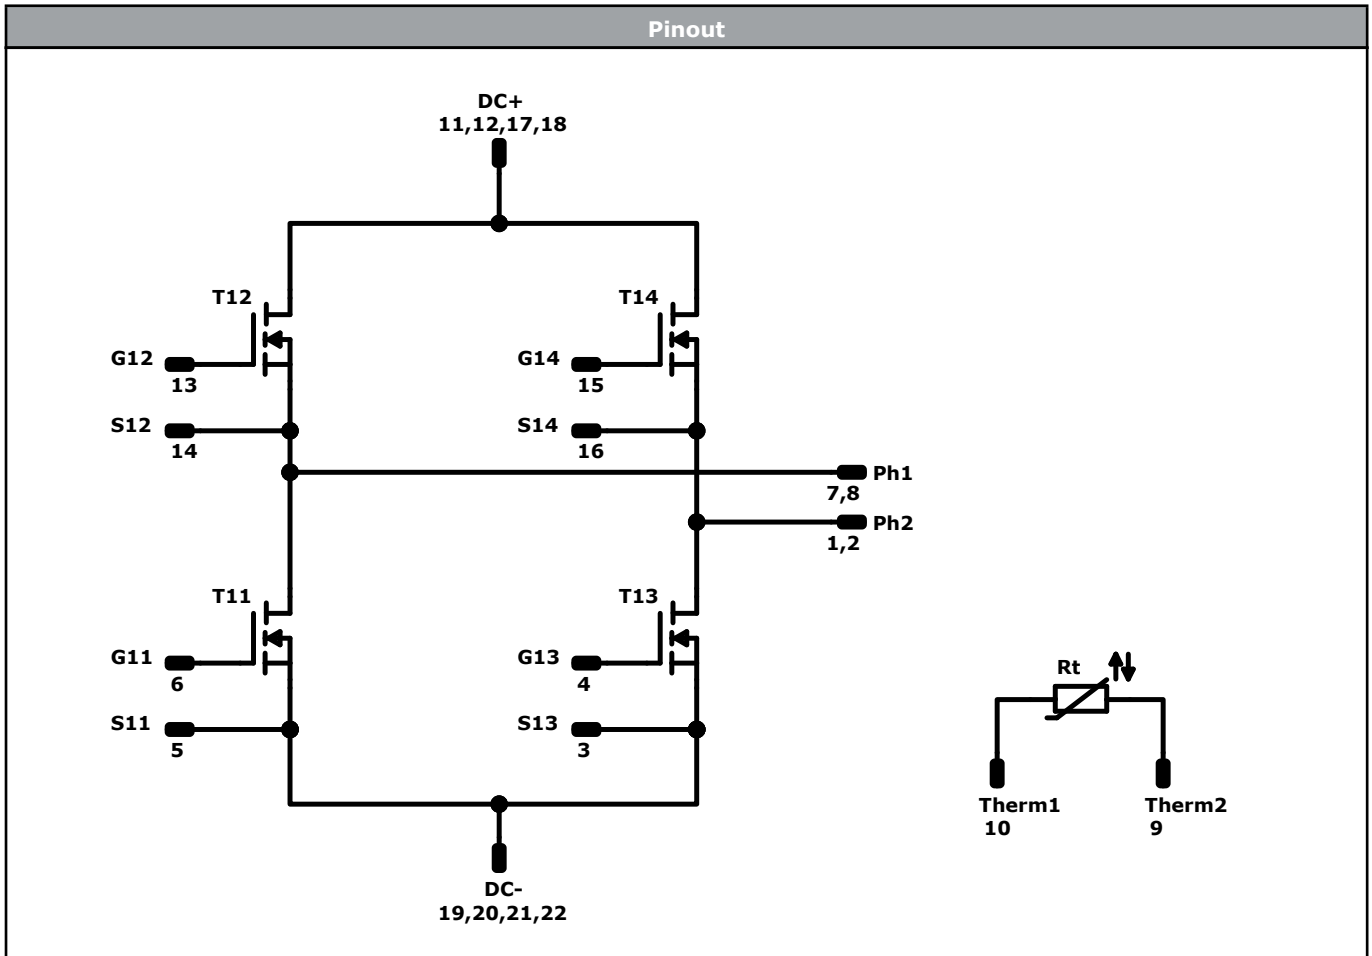 Pinout
DC+
11,12,17,18
T12
T14
G12
13
G14
15
S12
14
S14
16
Ph1
7,8
Ph2
1,2
T11
T13
G11
6
G13
4
S11
5
S13
3
Rt
Therm1
10
Therm2
9
DC-
19,20,21,22